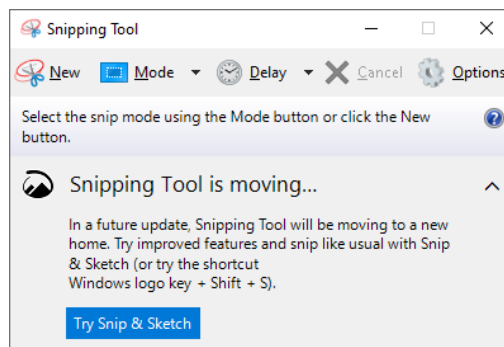 Snipping Tool
New Mode Delay Cancel Options
Select the snip mode using the Mode button or click the New
button.
Snipping Tool is moving...
In a future update, Snipping Tool will be moving to a new
home. Try improved features and snip like usual with Snip
& Sketch (or try the shortcut
Windows logo key + Shift + S).
Try Snip & Sketch